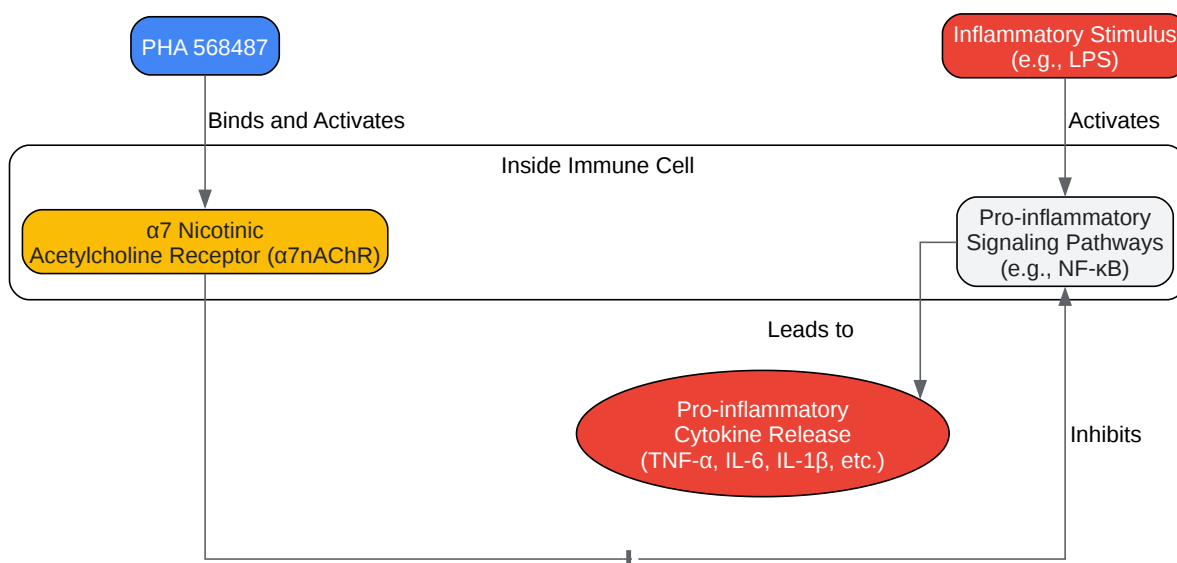 PHA 568487
Inflammatory Stimulus
(e.g., LPS)
Binds and Activates
Activates
Inside Immune Cell
α7 Nicotinic
Acetylcholine Receptor (α7nAChR)
Pro-inflammatory
Signaling Pathways
(e.g., NF-κB)
Leads to
Pro-inflammatory
Cytokine Release
(TNF-α, IL-6, IL-1β, etc.)
Inhibits